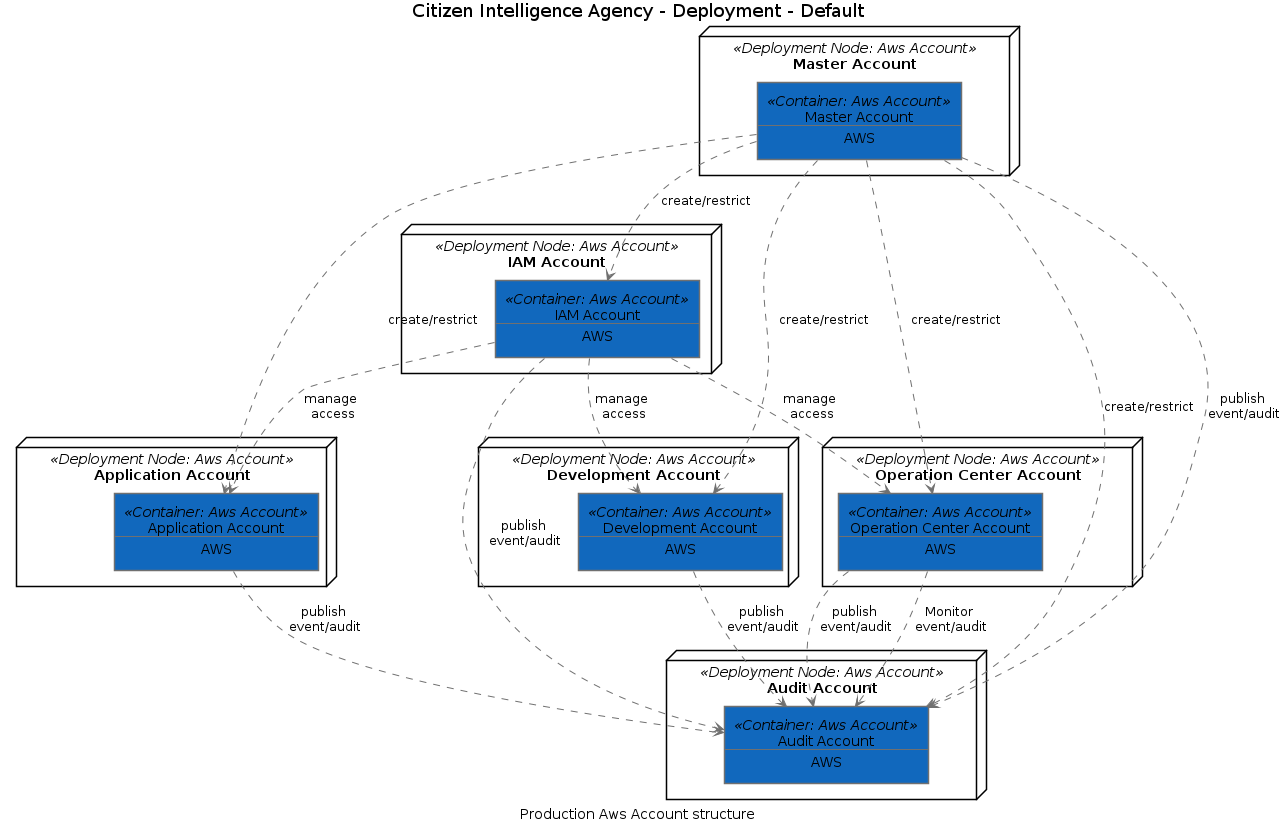 Citizen Intelligence Agency - Deployment - Default
«Deployment Node: Aws Account»
Master Account
«Container: Aws Account»
Master Account
AWS
create/restrict
«Deployment Node: Aws Account»
IAM Account
«Container: Aws Account»
IAM Account
AWS
create/restrict
create/restrict
create/restrict
manage
access
manage
access
manage
access
create/restrict
publish
event/audit
«Deployment Node: Aws Account»
Application Account
«Container: Aws Account»
Application Account
AWS
publish
event/audit
«Deployment Node: Aws Account»
Development Account
«Container: Aws Account»
Development Account
AWS
«Deployment Node: Aws Account»
Operation Center Account
«Container: Aws Account»
Operation Center Account
AWS
publish
event/audit
publish
event/audit
publish
event/audit
Monitor
event/audit
«Deployment Node: Aws Account»
Audit Account
«Container: Aws Account»
Audit Account
AWS
Production Aws Account structure